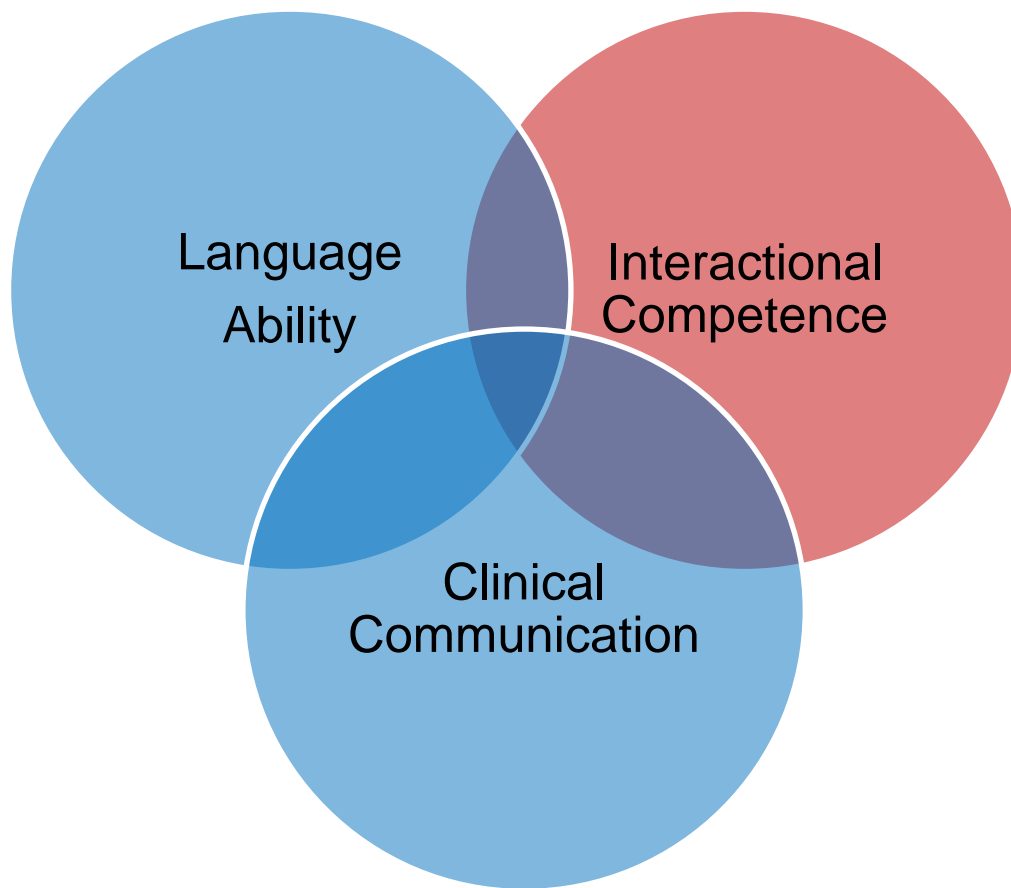 Language
Ability
Interactional
Competence
Clinical
Communication